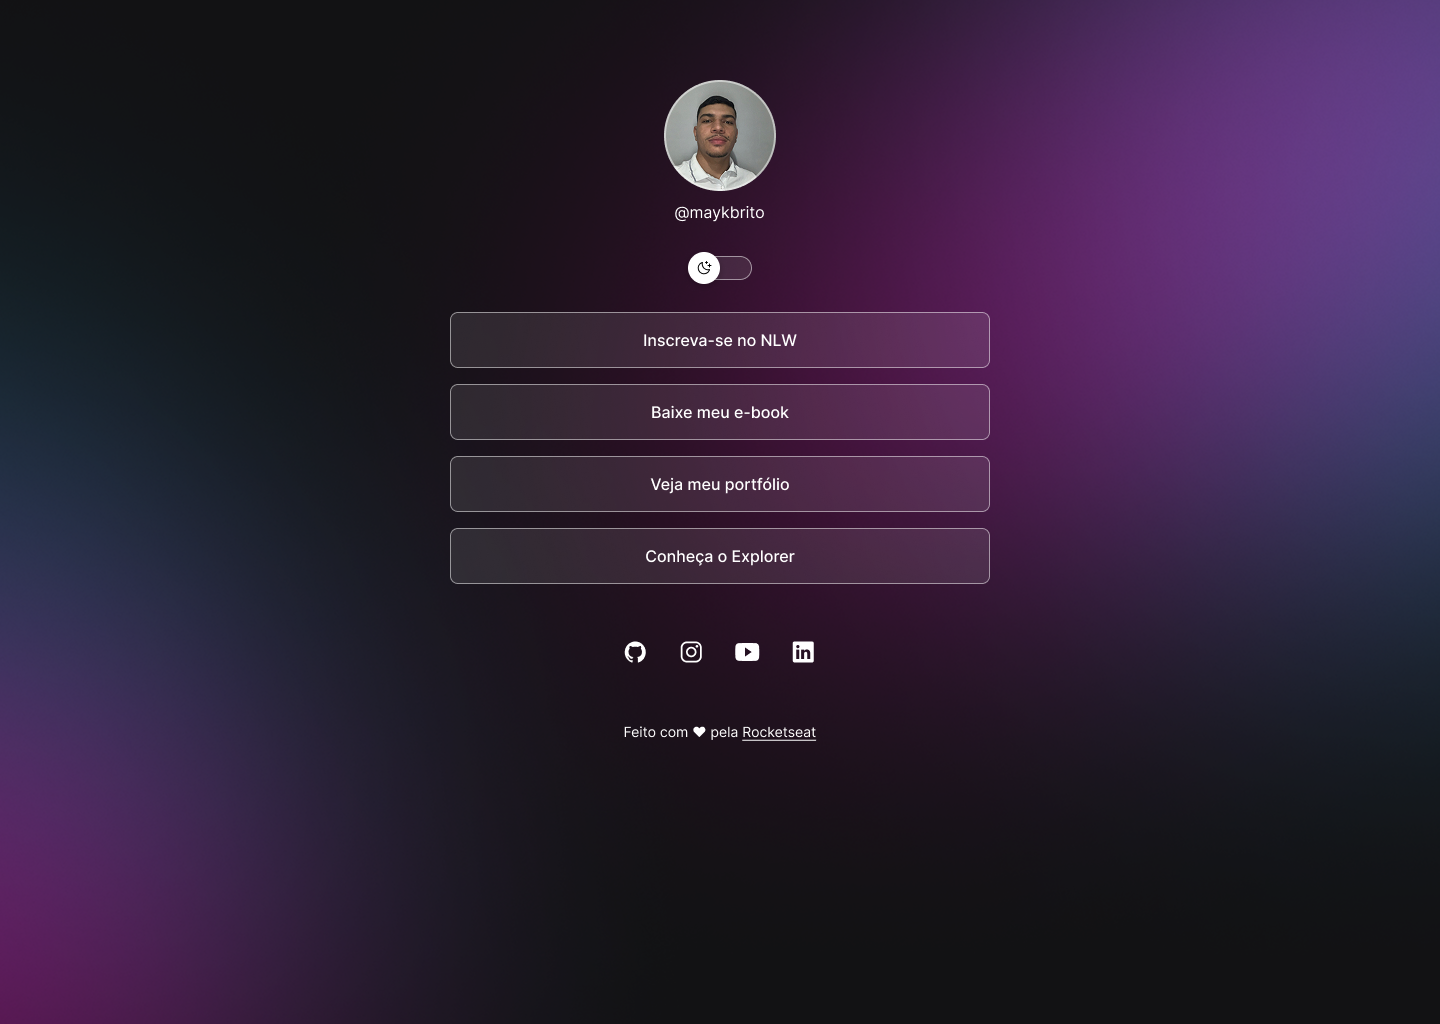 @maykbrito
Inscreva-se no NLW
Baixe meu e-book
Veja meu portfólio
Conheça o Explorer
Feito com ♥ pela Rocketseat